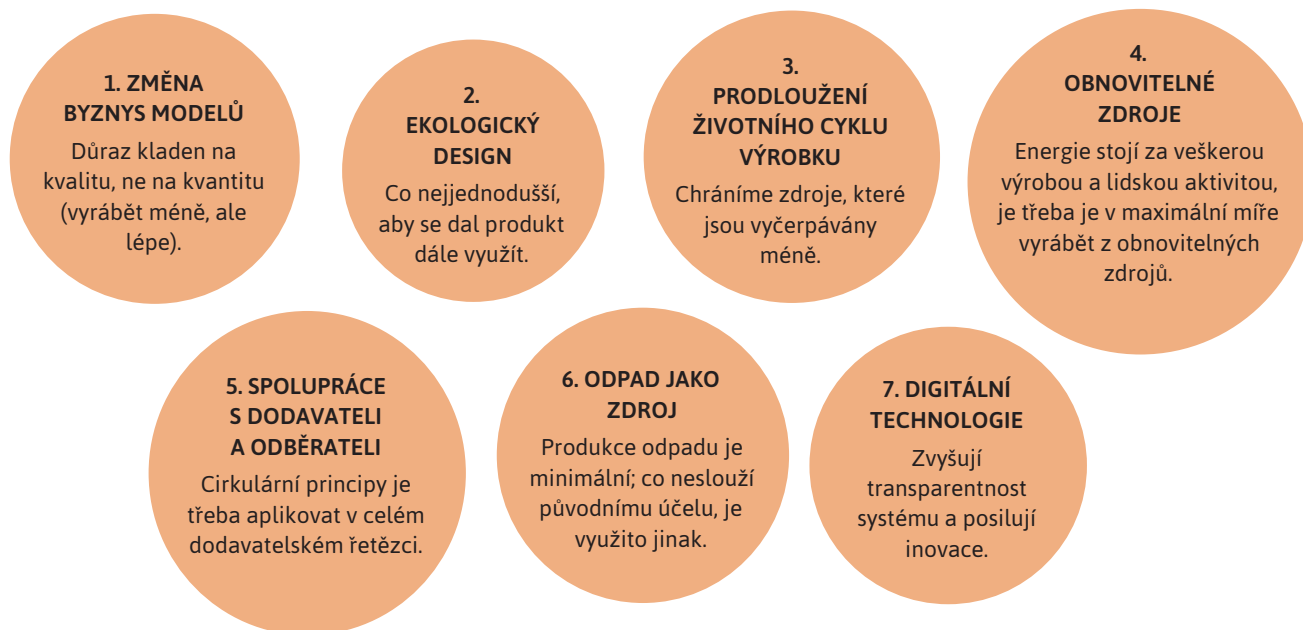 1. ZMĚNA
BYZNYS MODELŮ
Důraz kladen na
kvalitu, ne na kvantitu
(vyrábět méně, ale
lépe).
2.
EKOLOGICKÝ
DESIGN
Co nejjednodušší,
aby se dal produkt
dále využít.
3.
PRODLOUŽENÍ
ŽIVOTNÍHO CYKLU
VÝROBKU
Chráníme zdroje, které
jsou vyčerpávány
méně.
4.
OBNOVITELNÉ
ZDROJE
Energie stojí za veškerou
výrobou a lidskou aktivitou,
je třeba je v maximální míře
vyrábět z obnovitelných
zdrojů.
5. SPOLUPRÁCE
S DODAVATELI
A ODBĚRATELI
Cirkulární principy je
třeba aplikovat v celém
dodavatelském řetězci.
6. ODPAD JAKO
ZDROJ
Produkce odpadu je
minimální; co neslouží
původnímu účelu, je
využito jinak.
7. DIGITÁLNÍ
TECHNOLOGIE
Zvyšují
transparentnost
systému a posilují
inovace.